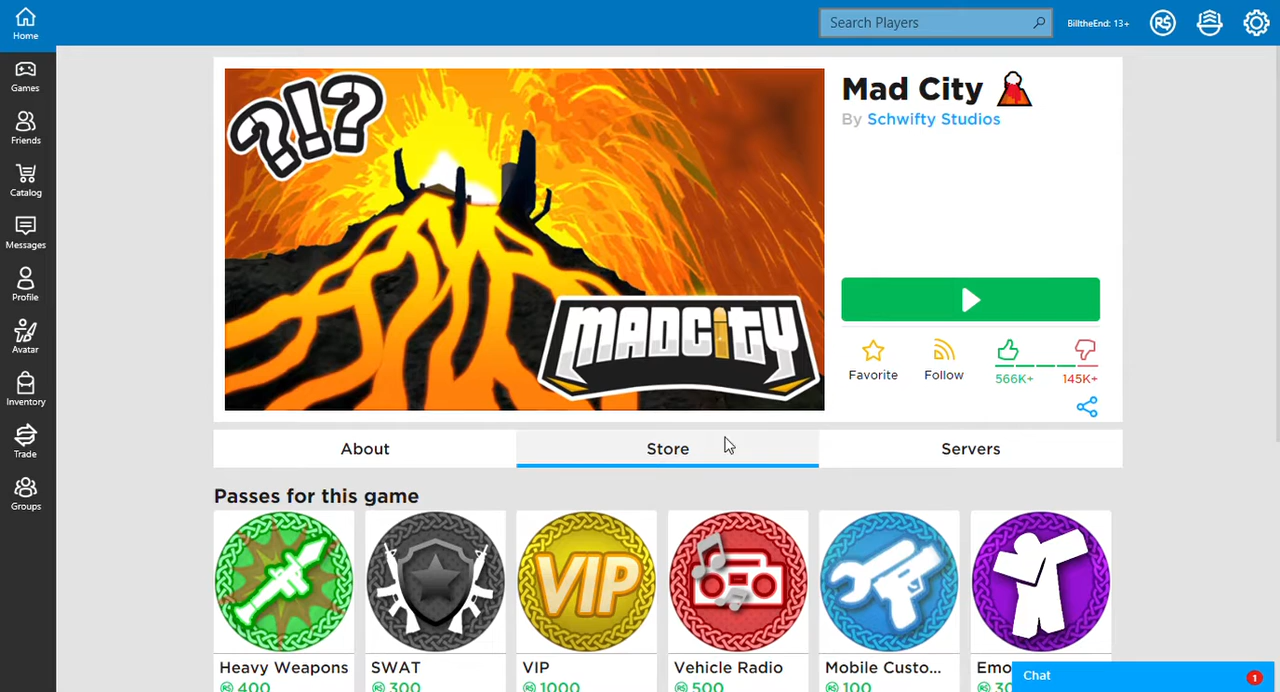 Home
Search Players
BilltheEnd: 13+
R$
Games
Friends
Catalog
Messages
Profile
Avatar
Inventory
Trade
Groups
?!?
MADCITY
Mad City
By Schwifty Studios
Favorite
Follow
566K+
145K+
About
Store
Servers
Passes for this game
VIP
Heavy Weapons
SWAT
VIP
Vehicle Radio
Mobile Custo...
Emo
400
300
1000
500
100
Chat
1